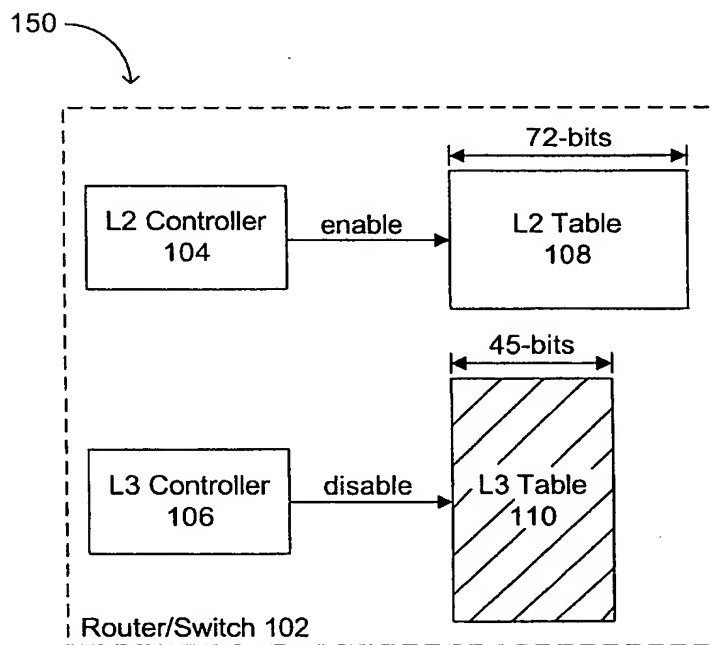 150
72-bits
L2 Controller
104
enable
L2 Table
108
45-bits
L3 Controller
106
disable
L3 Table
110
Router/Switch 102